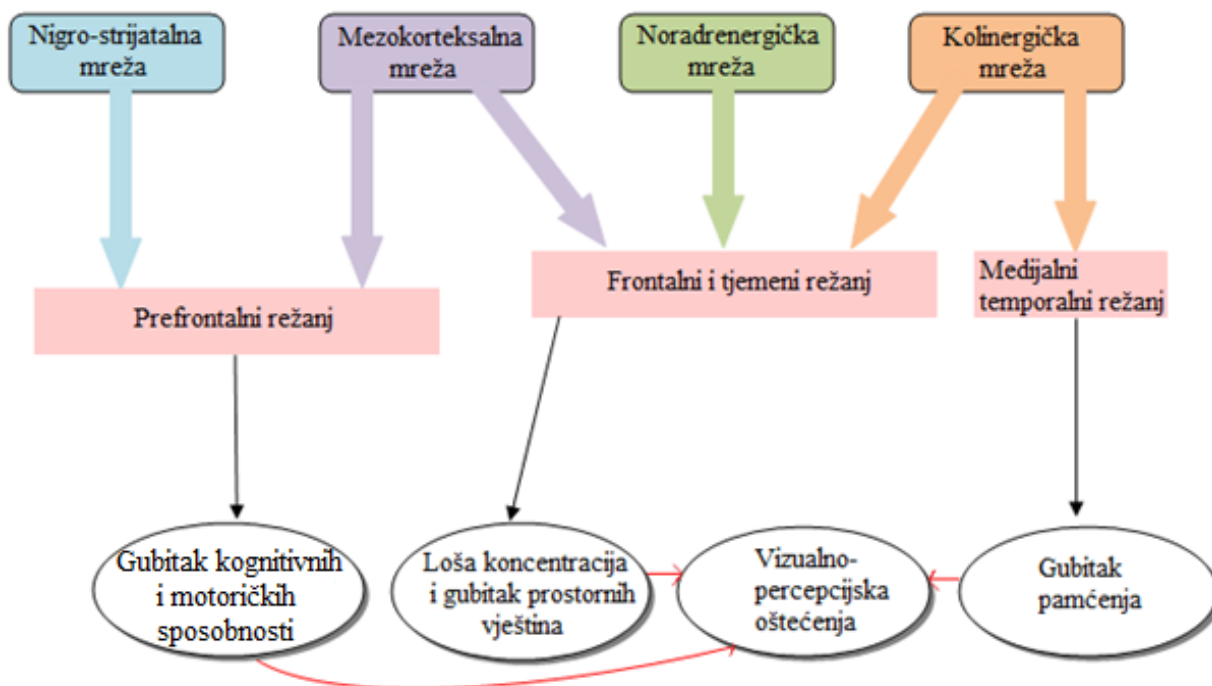 Nigro-strijatalna
mreža
Mezokorteksalna
mreža
Noradrenergička
mreža
Kolinergička
mreža
Prefrontalni režanj
Frontalni i tjemeni režanj
Medijalni
temporalni režanj
Gubitak kognitivnih
i motoričkih
sposobnosti
Loša koncentracija
i gubitak prostornih
vještina
Vizualno-
percepcijska
oštećenja
Gubitak
pamćenja